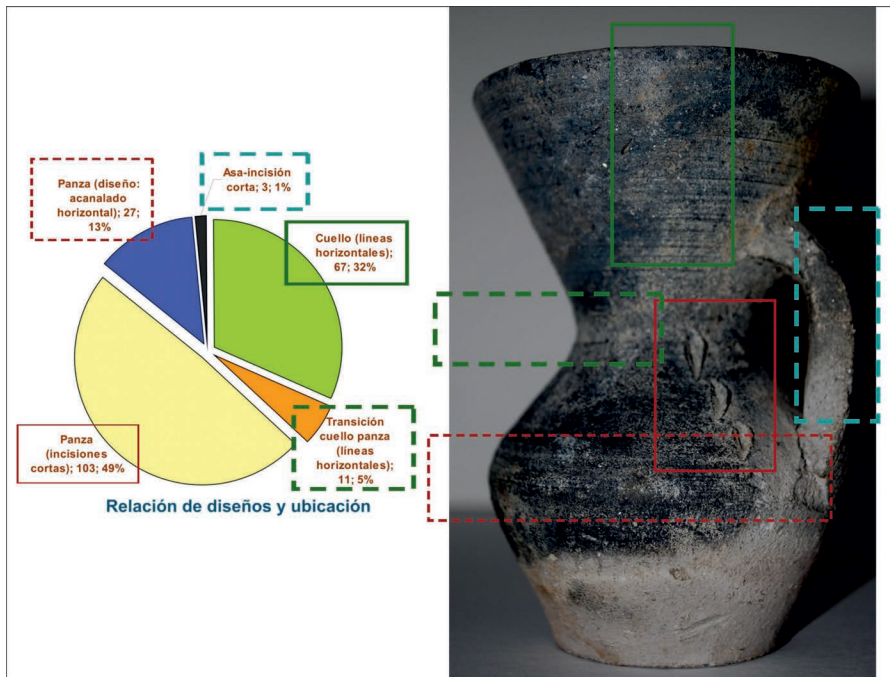 Asa-incisión
corta; 3; 1%
Panza (diseño:
acanalado
horizontal); 27;
13%
Cuello (lineas
horizontales);
67; 32%
Transición
cuello panza
(líneas
horizontales);
11; 5%
Panza
(incisiones
cortas); 103; 49%
Relación de diseños y ubicación